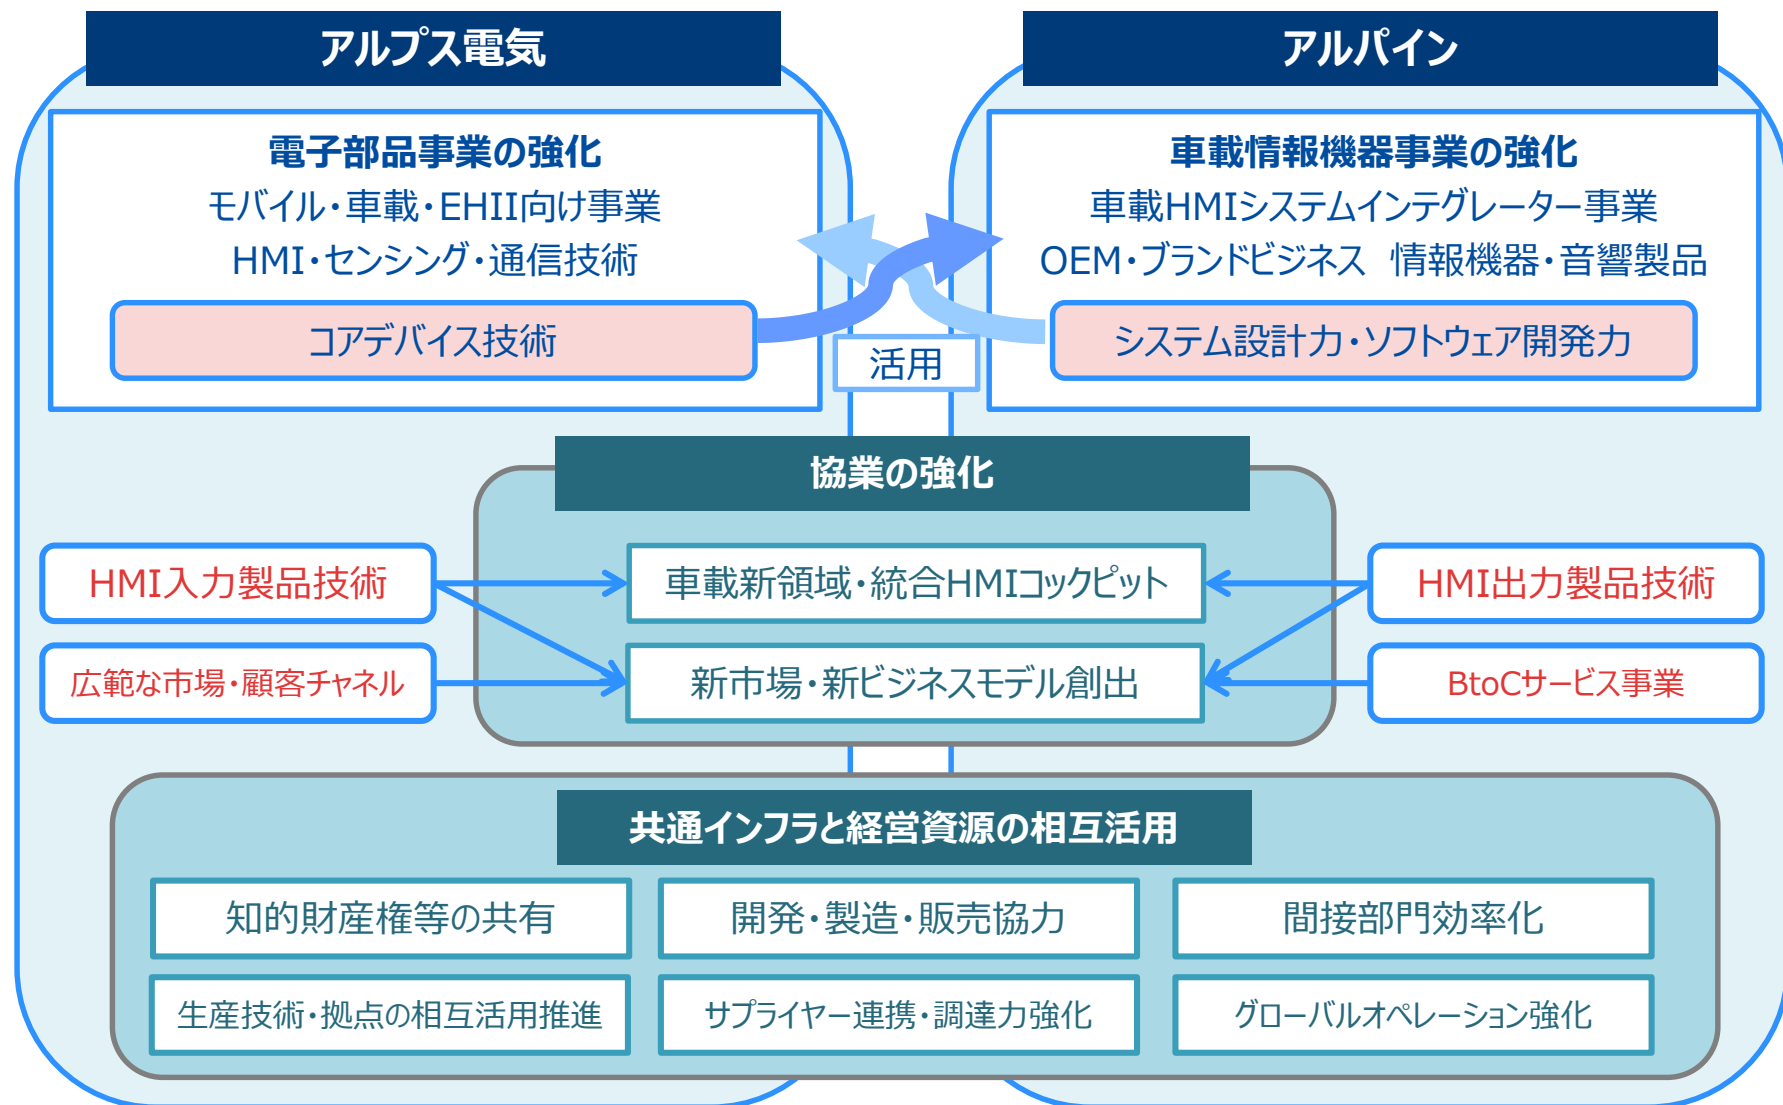 アルプス電気
アルパイン
電子部品事業の強化
モバイル・車載・EHII向け事業
HMI・センシング・通信技術
コアデバイス技術
車載情報機器事業の強化
車載HMIシステムインテグレーター事業
OEM・ブランドビジネス 情報機器・音響製品
システム設計力・ソフトウェア開発力
活用
協業の強化
HMI入力製品技術
車載新領域・統合HMIコックピット
HMI出力製品技術
広範な市場・顧客チャネル
新市場・新ビジネスモデル創出
BtoCサービス事業
共通インフラと経営資源の相互活用
知的財産権等の共有
開発・製造・販売協力
間接部門効率化
生産技術・拠点の相互活用推進
サプライヤー連携・調達力強化
グローバルオペレーション強化